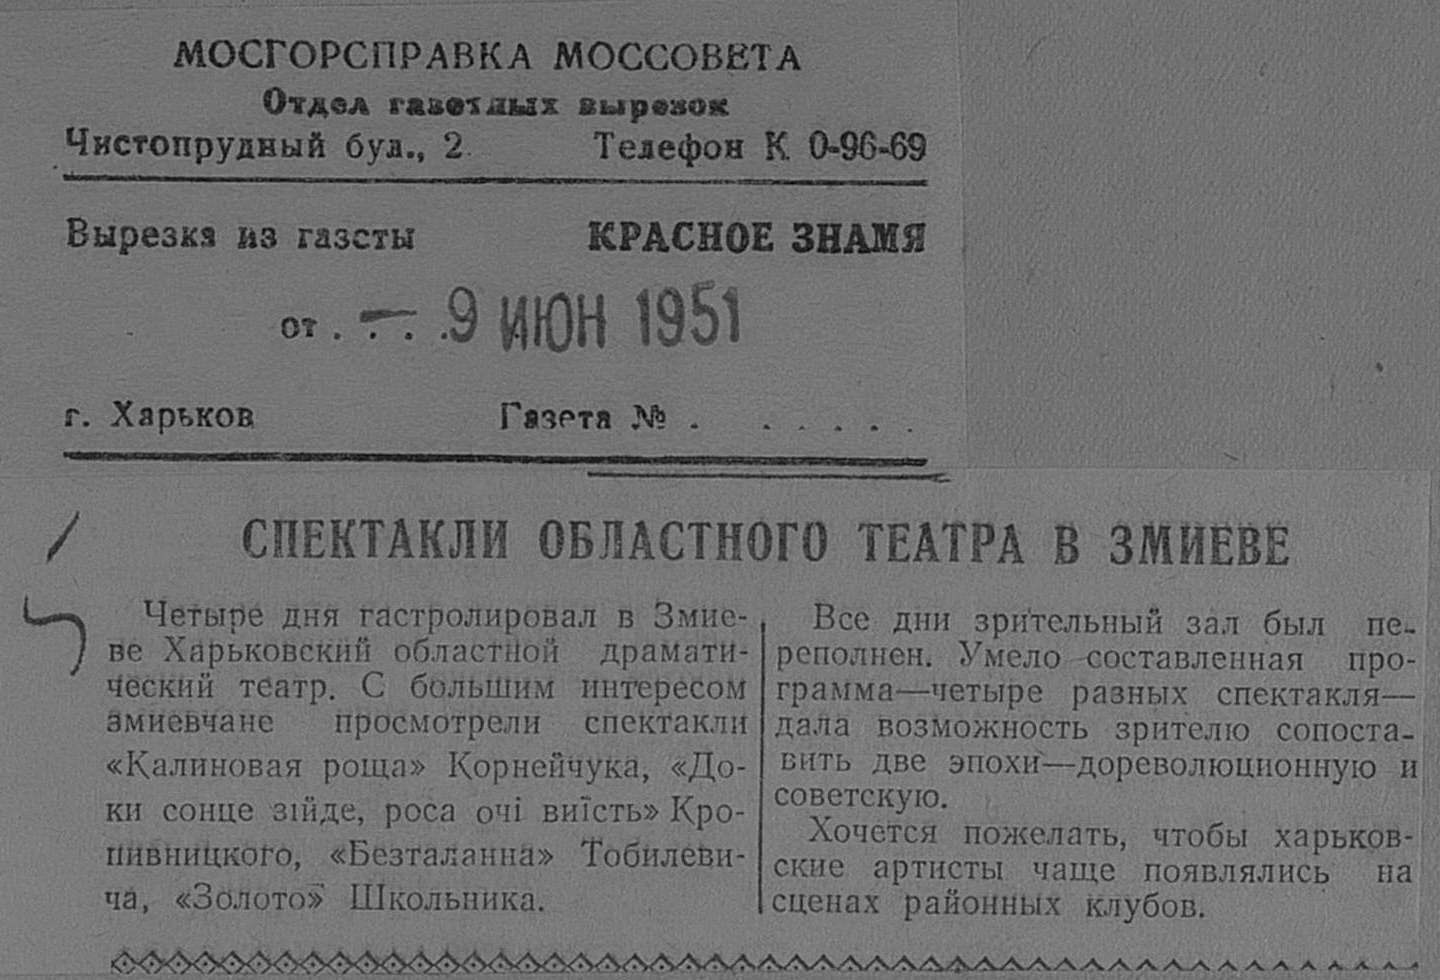 МОСГОРСПРАВКА МОССОВЕТА
Отдел газетных вырезок
Чистопрудный бул., 2. Телефон К 0-96-69
Вырезка из газеты КРАСНОЕ ЗНАМЯ
от . - . . 9 ИЮН 1951
г. Харьков Газета № . . . . . .
СПЕКТАКЛИ ОБЛАСТНОГО ТЕАТРА В ЗМИЕВЕ
Четыре дня гастролировал в Змие-
ве Харьковский областной драмати-
ческий театр. С большим интересом
змиевчане просмотрели спектакли
«Калиновая роща» Корнейчука, «До-
ки сонце зiйде, роса очi виїсть» Кро-
пивницкого, «Безталанна» Тобилеви-
ча, «Золото» Школьника.
Все дни зрительный зал был пе-
реполнен. Умело составленная про-
грамма—четыре разных спектакля—
дала возможность зрителю сопоста-
вить две эпохи—дореволюционную и
советскую.
Хочется пожелать, чтобы харьков-
ские артисты чаще появлялись на
сценах районных клубов.